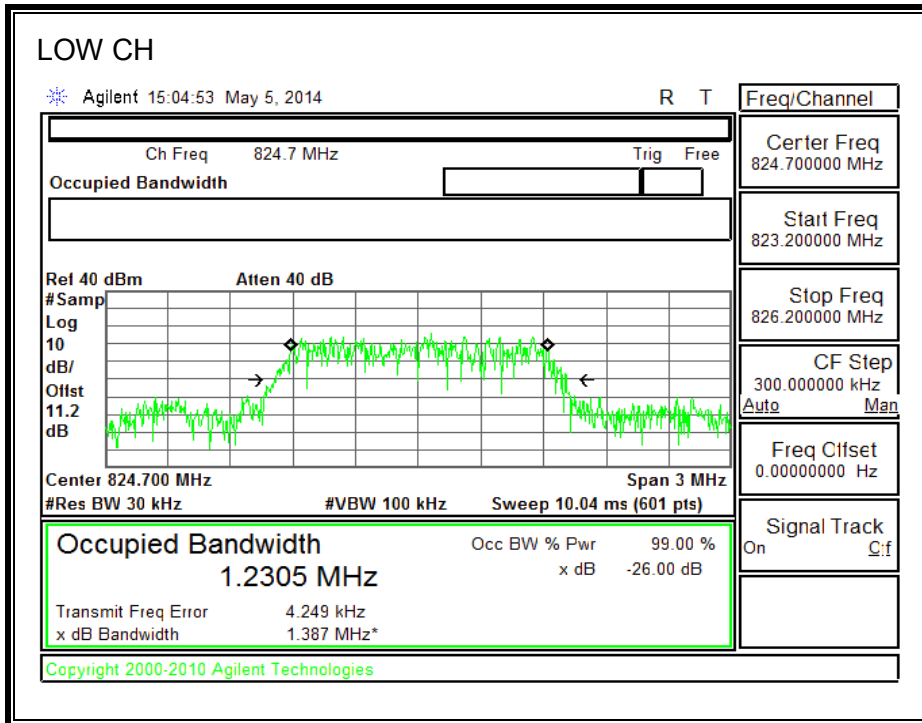 LOW CH
Agilent 15:04:53 May 5, 2014 R T
Freq/Channel
Ch Freq 824.7 MHz Trig Free
Occupied Bandwidth
Center Freq
824.700000 MHz
Start Freq
823.200000 MHz
Stop Freq
826.200000 MHz
CF Step
300.000000 kHz
Auto Man
Freq Offset
0.00000000 Hz
Signal Track
On Off
Ref 40 dBm Atten 40 dB
#Samp
Log
10
dB/
Offst
11.2
dB
Center 824.700 MHz Span 3 MHz
#Res BW 30 kHz #VBW 100 kHz Sweep 10.04 ms (601 pts)
Occupied Bandwidth Occ BW % Pwr 99.00 %
1.2305 MHz x dB -26.00 dB
Transmit Freq Error 4.249 kHz
x dB Bandwidth 1.387 MHz*
Copyright 2000-2010 Agilent Technologies